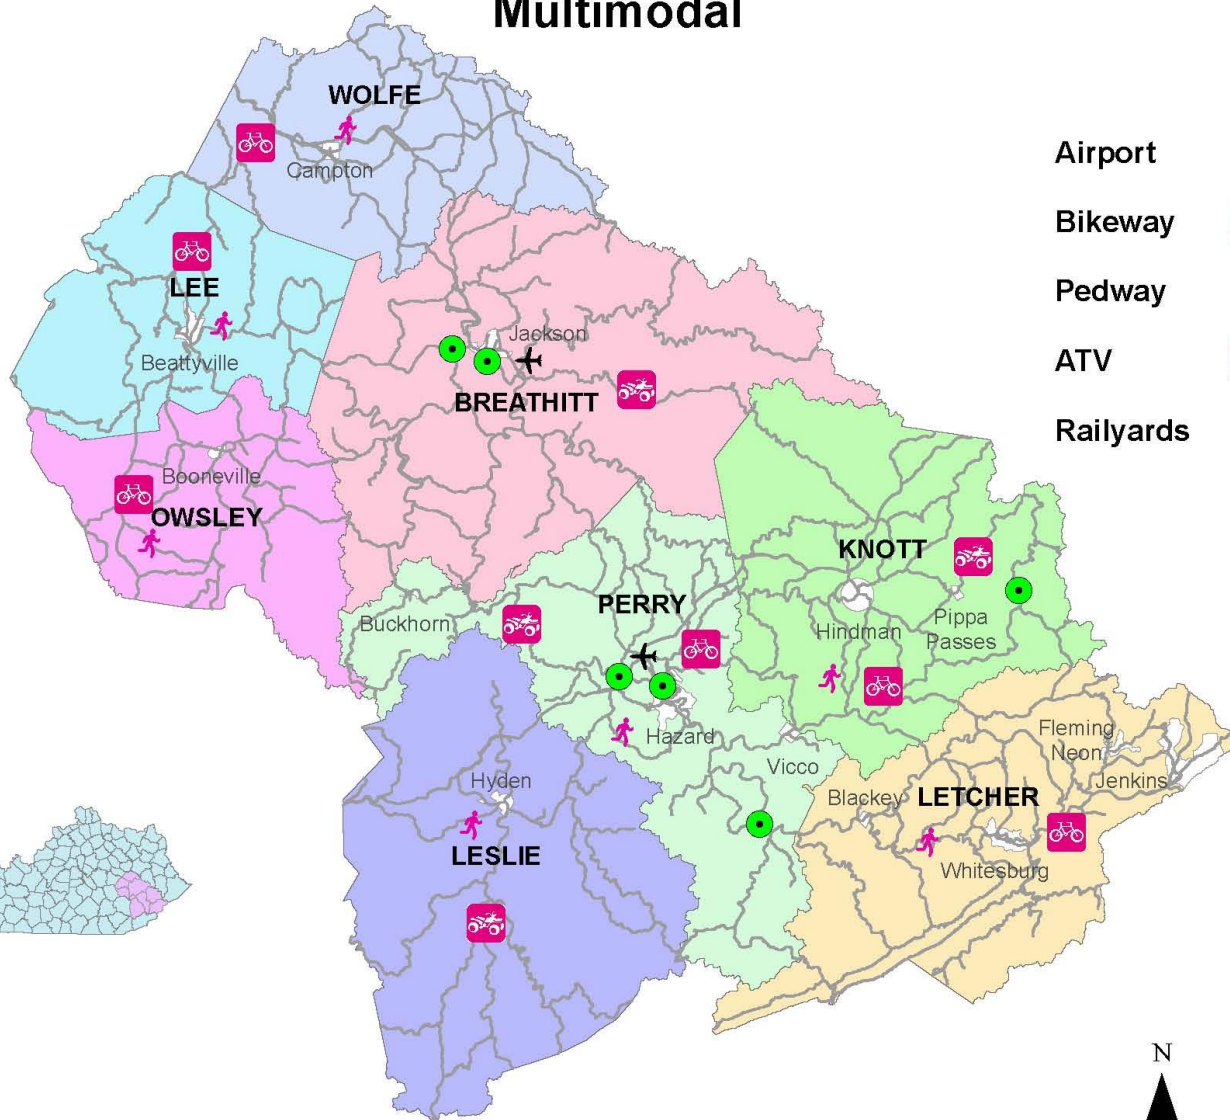 Multimodal
WOLFE
Campton
Airport
Bikeway
Pedway
ATV
Railyards
LEE
Beattyville
Jackson
BREATHITT
Booneville
OWSLEY
KNOTT
Hindman
Pippa
Passes
PERRY
Buckhorn
Hazard
Vicco
Fleming
Neon
Jenkins
Blackey
LETCHER
Whitesburg
Hyden
LESLIE
N